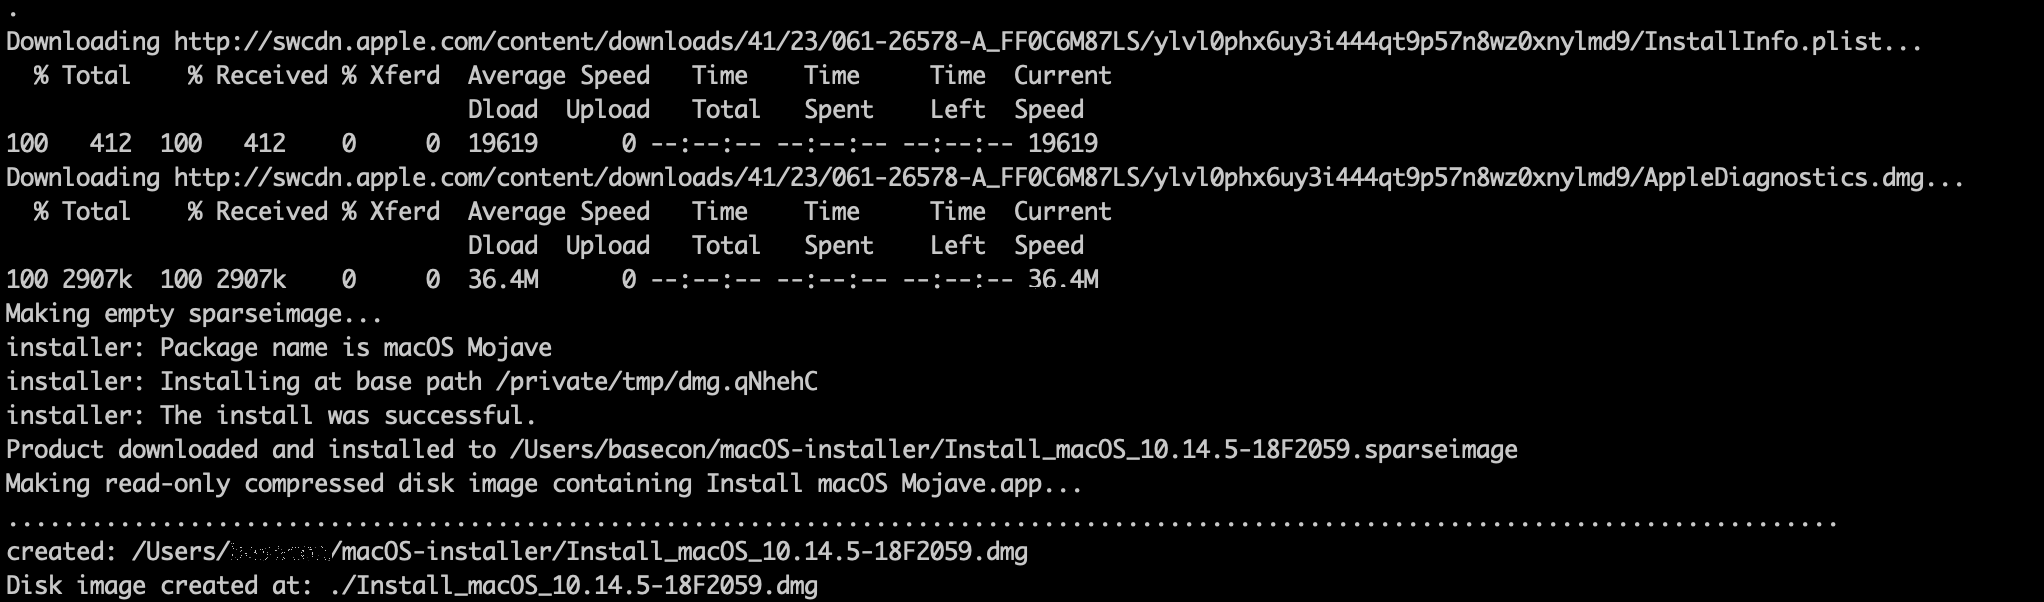 .
Downloading http://swcdn.apple.com/content/downloads/41/23/061-26578-A_FF0C6M87LS/ylvl0phx6uy3i444qt9p57n8wz0xnylmd9/InstallInfo.plist...
  % Total    % Received % Xferd  Average Speed   Time    Time     Time  Current
                                 Dload  Upload   Total   Spent    Left  Speed
100   412  100   412    0     0  19619      0 --:--:-- --:--:-- --:--:-- 19619
Downloading http://swcdn.apple.com/content/downloads/41/23/061-26578-A_FF0C6M87LS/ylvl0phx6uy3i444qt9p57n8wz0xnylmd9/AppleDiagnostics.dmg...
  % Total    % Received % Xferd  Average Speed   Time    Time     Time  Current
                                 Dload  Upload   Total   Spent    Left  Speed
100 2907k  100 2907k    0     0  36.4M      0 --:--:-- --:--:-- --:--:-- 36.4M
Making empty sparseimage...
installer: Package name is macOS Mojave
installer: Installing at base path /private/tmp/dmg.qNhehC
installer: The install was successful.
Product downloaded and installed to /Users/basecon/macOS-installer/Install_macOS_10.14.5-18F2059.sparseimage
Making read-only compressed disk image containing Install macOS Mojave.app...
...................................................................................................................................
created: /Users/ /macOS-installer/Install_macOS_10.14.5-18F2059.dmg
Disk image created at: ./Install_macOS_10.14.5-18F2059.dmg